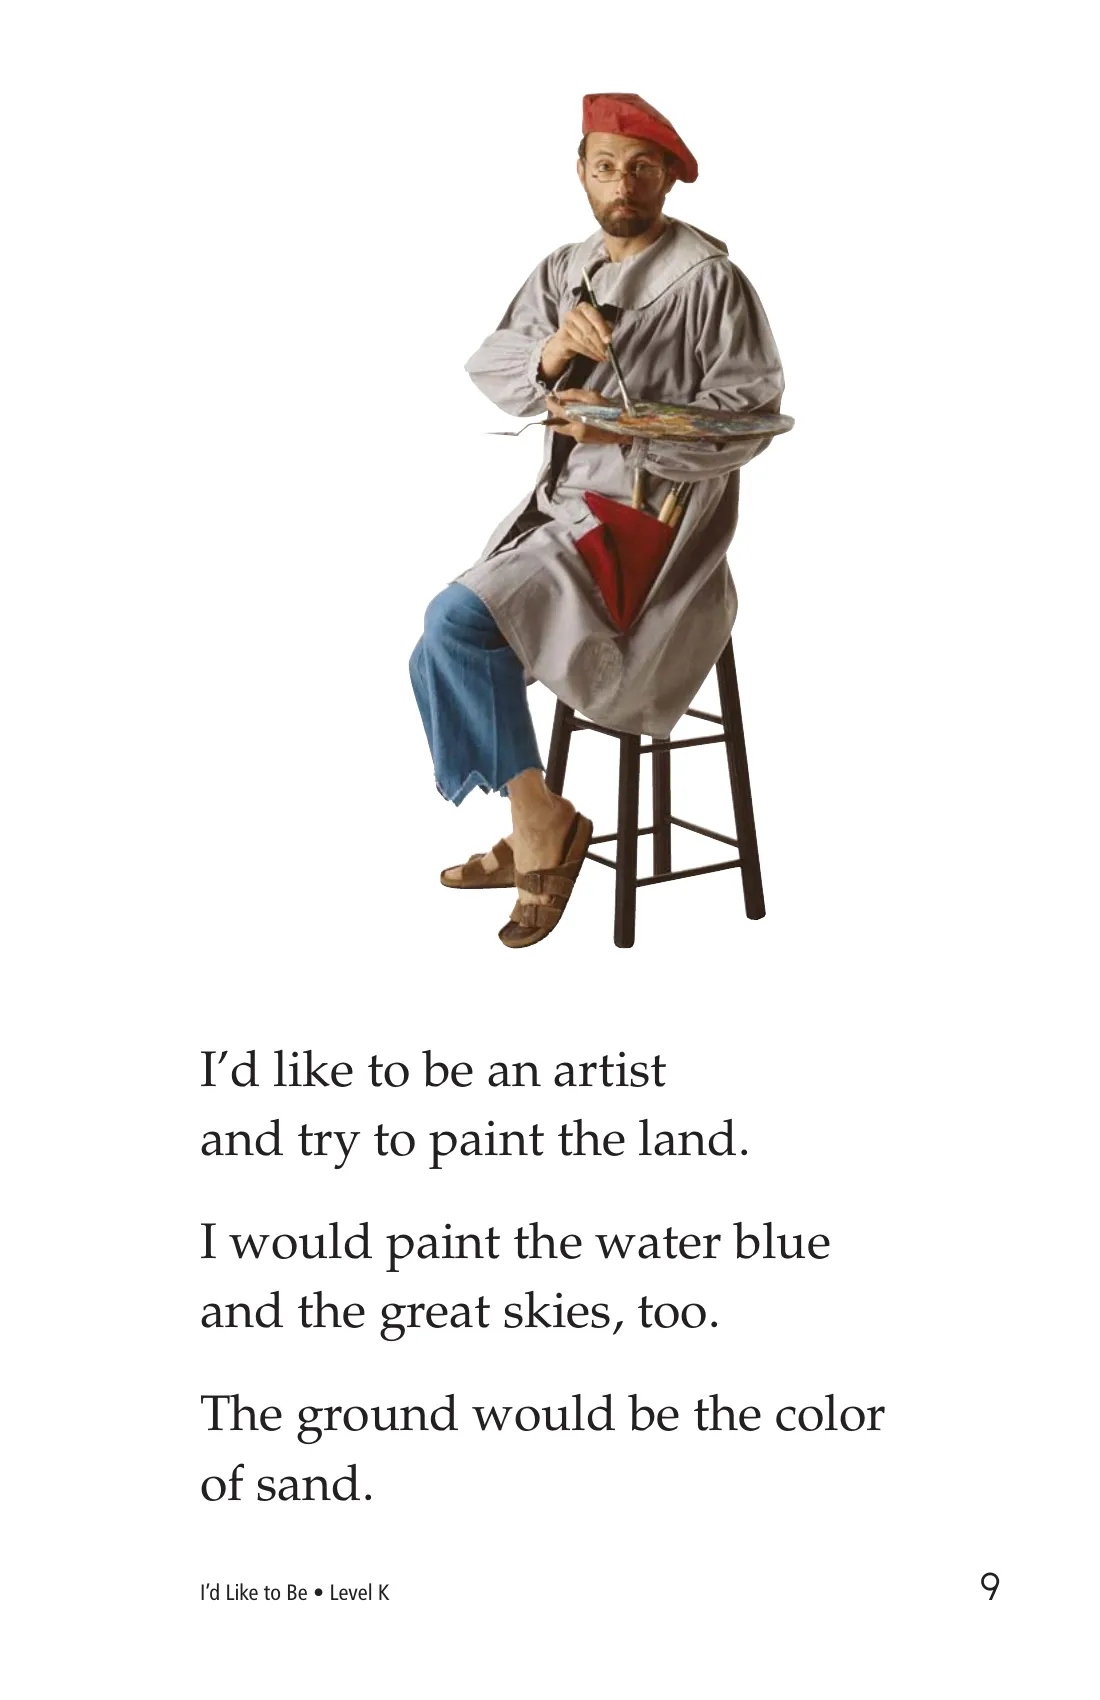 I’d like to be an artist
and try to paint the land.
I would paint the water blue
and the great skies, too.
The ground would be the color
of sand.
I’d Like to Be • Level K
9